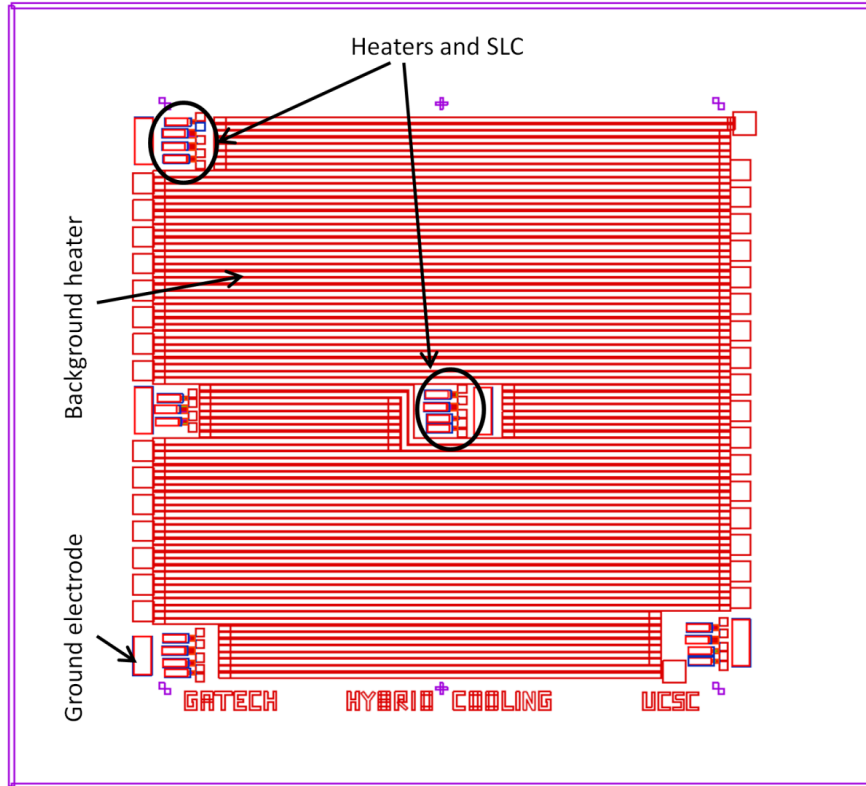 Heaters and SLC
Background heater
Ground electrode
GATECH HYBRID COOLING UCSC